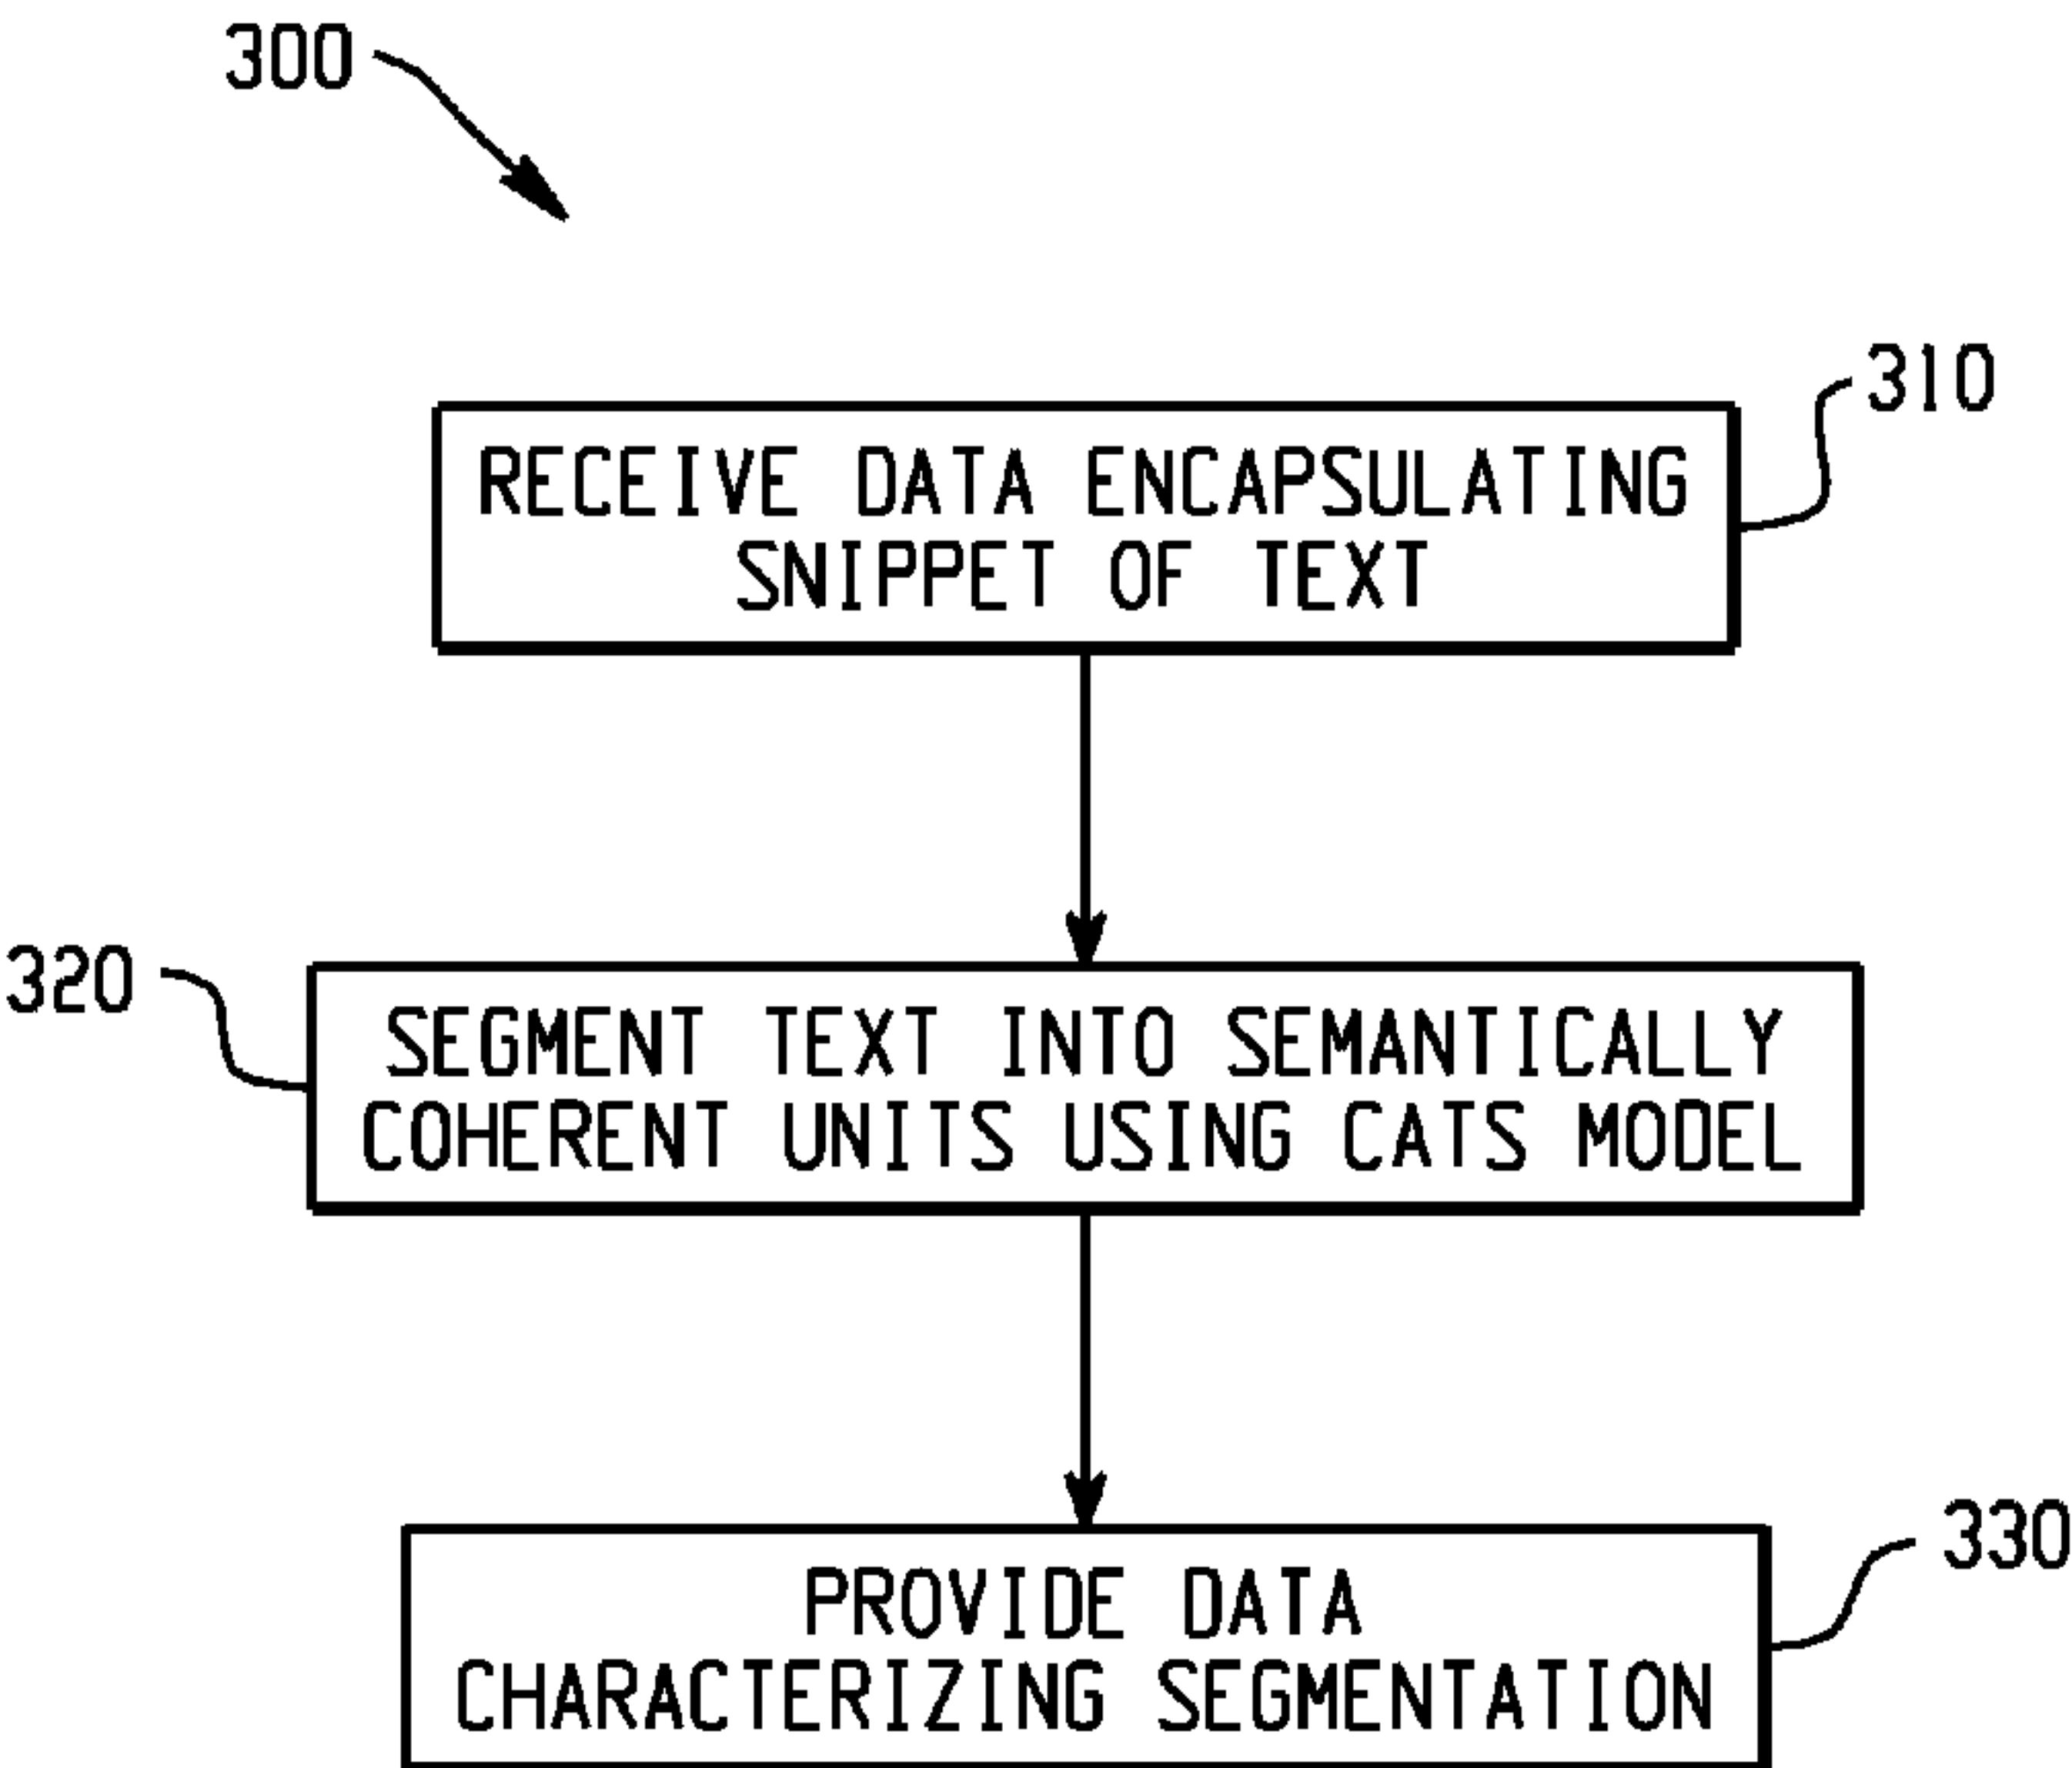 300
310
RECEIVE DATA ENCAPSULATING
SNIPPET OF TEXT
320
SEGMENT TEXT INTO SEMANTICALLY
COHERENT UNITS USING CATS MODEL
330
PROVIDE DATA
CHARACTERIZING SEGMENTATION